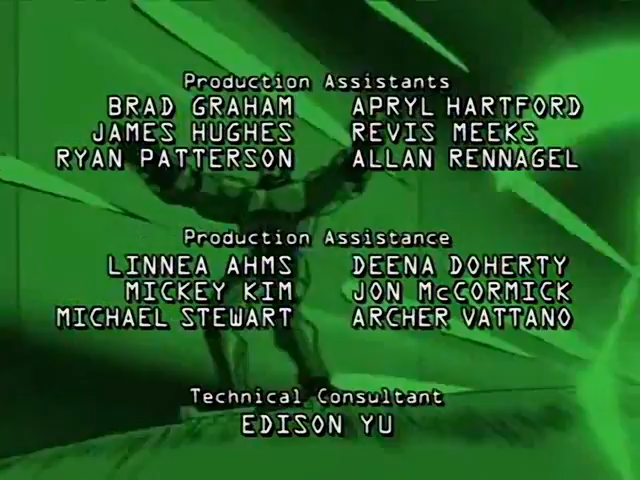 Production Assistants
BRAD GRAHAM APRYL HARTFORD
JAMES HUGHES REVIS MEEKS
RYAN PATTERSON ALLAN RENNAGEL
Production Assistance
LINNEA AHMS DEENA DOHERTY
MICKEY KIM JON McCORMICK
MICHAEL STEWART ARCHER VATTANO
Technical Consultant
EDISON YU